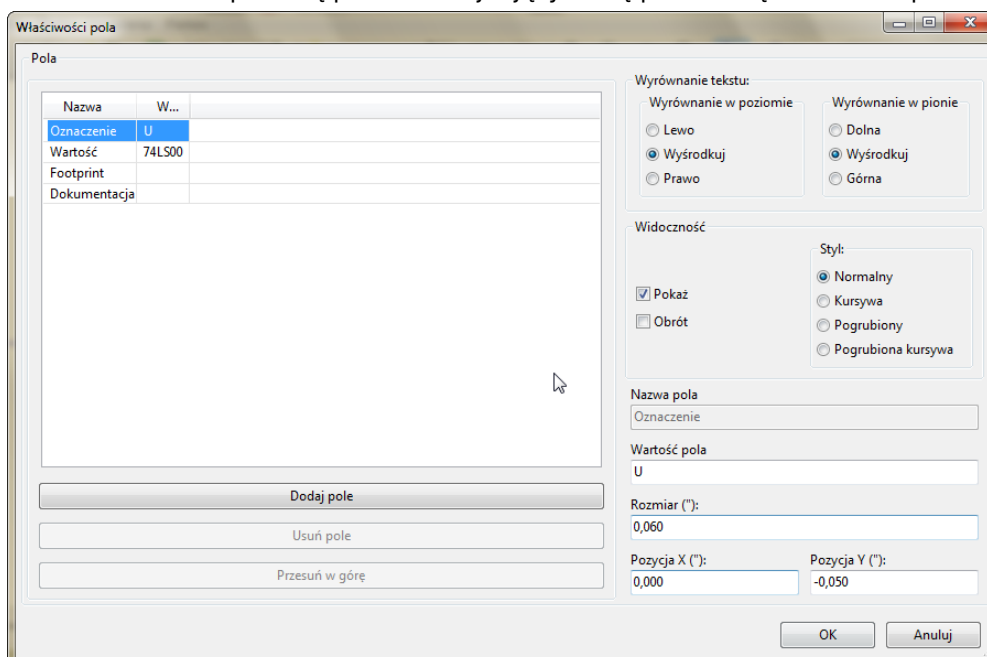 Właściwości pola
Pola
Nazwa W...
Oznaczenie U
Wartość 74LS00
Footprint
Dokumentacja
Dodaj pole
Usuń pole
Przesuń w górę
Wyrównanie tekstu:
Wyrównanie w poziomie
Lewo
Wyśrodkuj
Prawo
Wyrównanie w pionie
Dolna
Wyśrodkuj
Górna
Widoczność
Pokaż
Obrót
Styl:
Normalny
Kursywa
Pogrubiony
Pogrubiona kursywa
Nazwa pola
Oznaczenie
Wartość pola
U
Rozmiar ("):
0,060
Pozycja X ("):
0,000
Pozycja Y ("):
-0,050
OK Anuluj